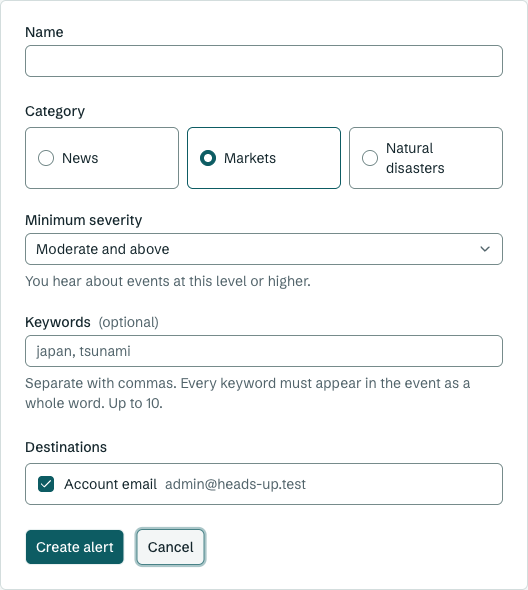 Name
Category
News
Markets
Natural
disasters
Minimum severity
Moderate and above
You hear about events at this level or higher.
Keywords (optional)
japan, tsunami
Separate with commas. Every keyword must appear in the event as a
whole word. Up to 10.
Destinations
Account email admin@heads-up.test
Create alert
Cancel